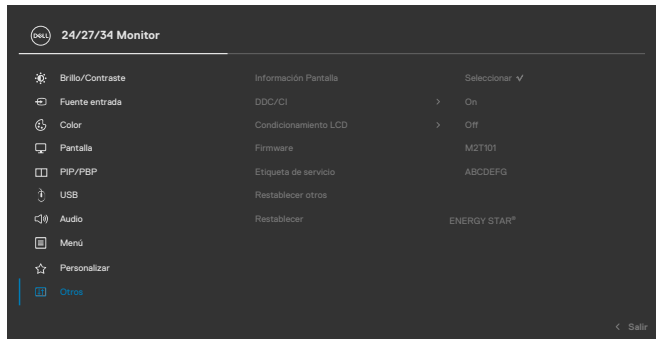 DELL 24/27/34 Monitor
Brillo/Contraste Información Pantalla Seleccionar ✓
Fuente entrada DDC/CI > On
Color Condicionamiento LCD > Off
Pantalla Firmware M2T101
PIP/PBP Etiqueta de servicio ABCDEFG
USB Restablecer otros
Audio Restablecer ENERGY STAR®
Menú
Personalizar
Otros
< Salir